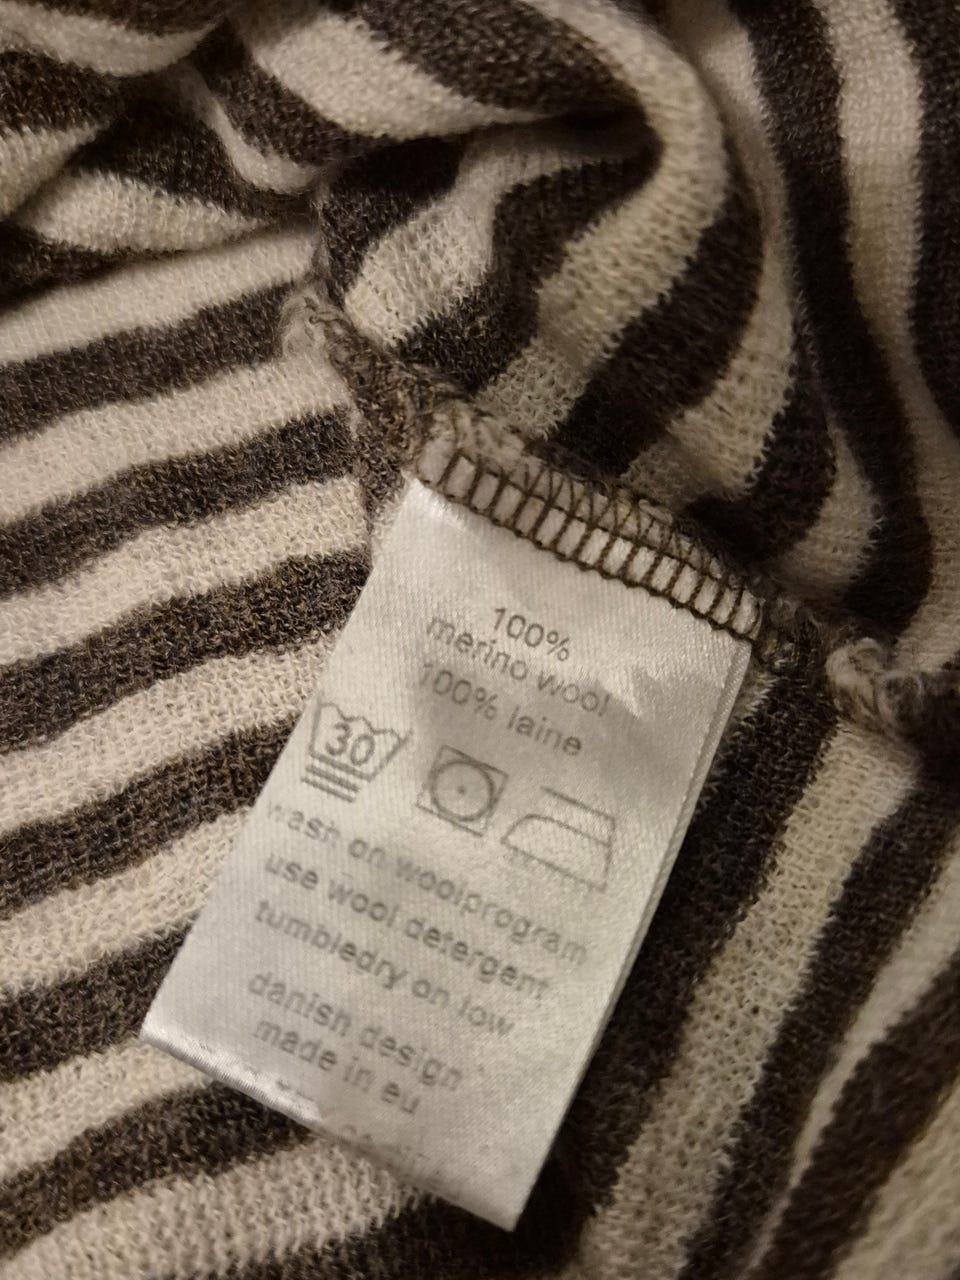 100%
merino wool
100% laine
30
wash on woolprogram
use wool detergent
tumbledry on low
danish design
made in eu